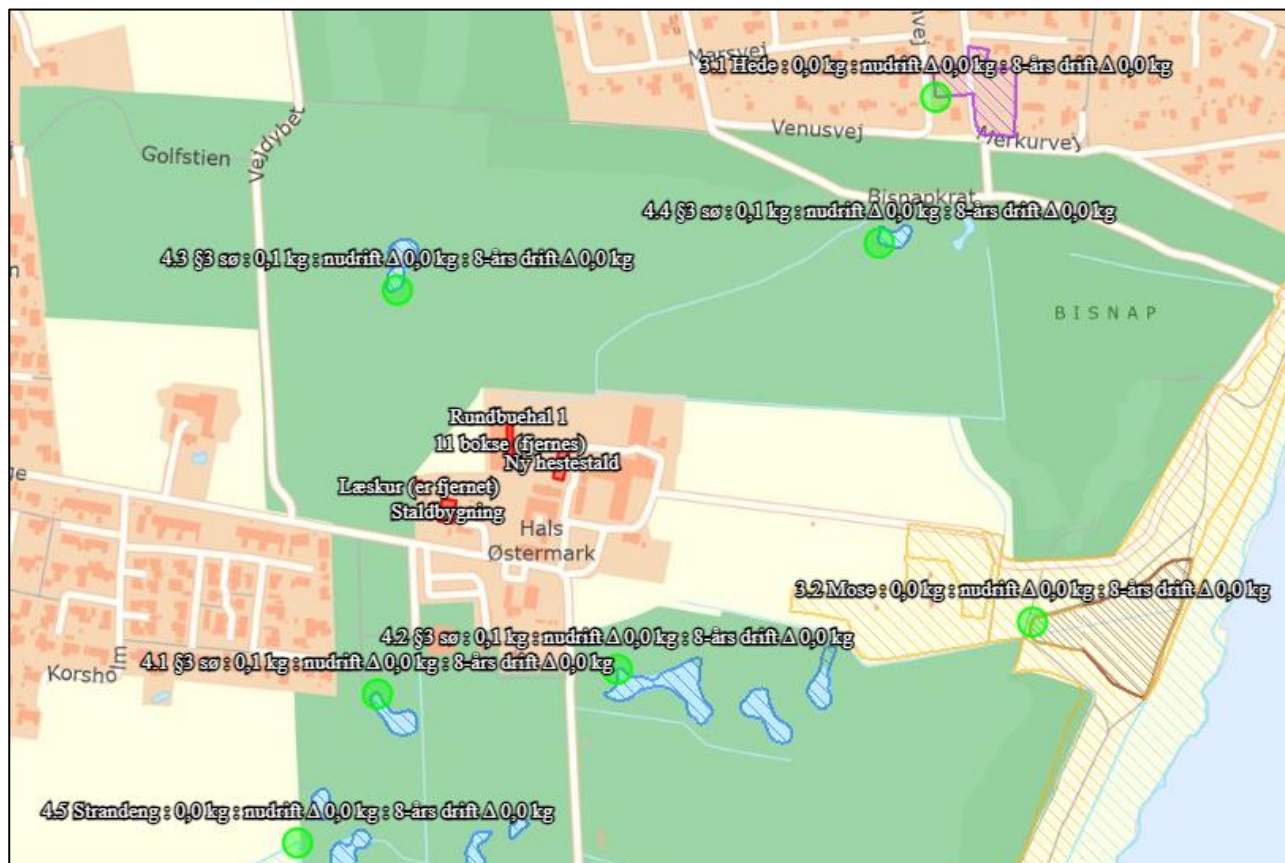 Marsvej
3.1 Hede : 0,0 kg : nudrift Δ 0,0 kg : 8-års drift Δ 0,0 kg
Venusvej
Merkurvej
Vejdybet
Golfstien
Bisnapkrat
4.4 §3 sø : 0,1 kg : nudrift Δ 0,0 kg : 8-års drift Δ 0,0 kg
4.3 §3 sø : 0,1 kg : nudrift Δ 0,0 kg : 8-års drift Δ 0,0 kg
BISNAP
Rundbuehal 1
11 bokse (fjernes)
Ny hestestald
Læskur (er fjernet)
Staldbygning
Hals
Østermark
3.2 Mose : 0,0 kg : nudrift Δ 0,0 kg : 8-års drift Δ 0,0 kg
4.2 §3 sø : 0,1 kg : nudrift Δ 0,0 kg : 8-års drift Δ 0,0 kg
4.1 §3 sø : 0,1 kg : nudrift Δ 0,0 kg : 8-års drift Δ 0,0 kg
Korsholm
4.5 Strandeng : 0,0 kg : nudrift Δ 0,0 kg : 8-års drift Δ 0,0 kg